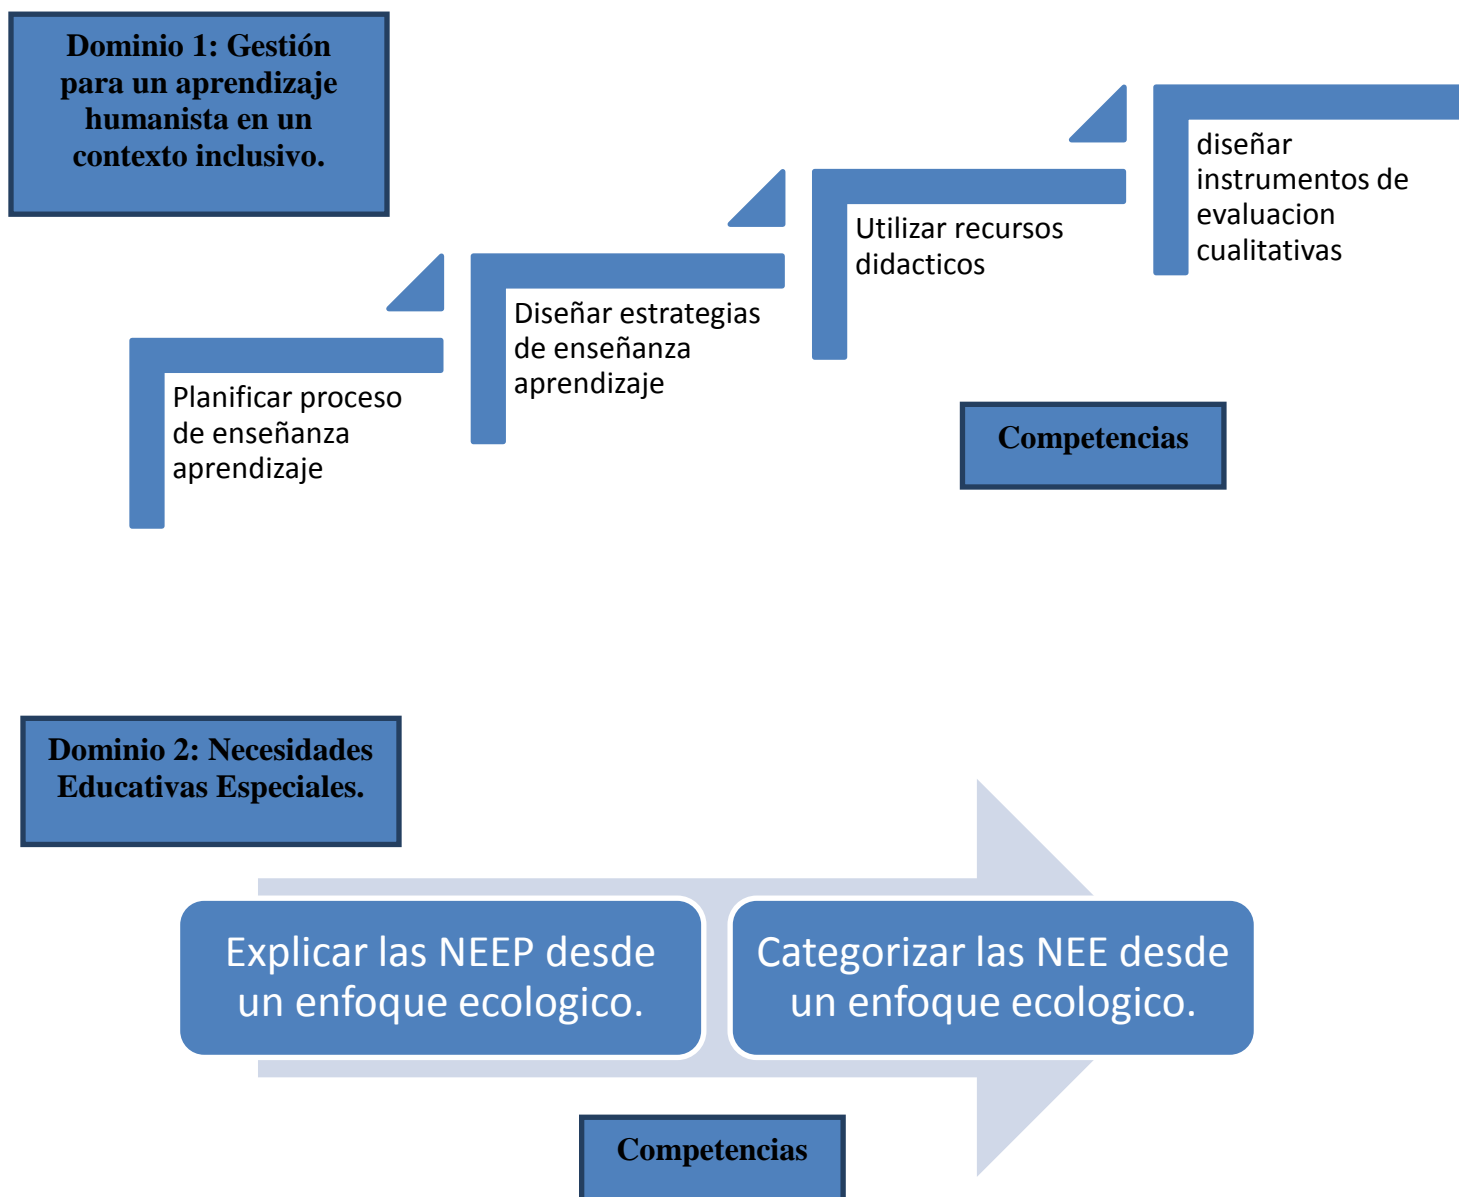 Dominio 1: Gestión
para un aprendizaje
humanista en un
contexto inclusivo.
Planificar proceso
de enseñanza
aprendizaje
Diseñar estrategias
de enseñanza
aprendizaje
Utilizar recursos
didacticos
diseñar
instrumentos de
evaluacion
cualitativas
Competencias
Dominio 2: Necesidades
Educativas Especiales.
Explicar las NEEP desde
un enfoque ecologico.
Categorizar las NEE desde
un enfoque ecologico.
Competencias